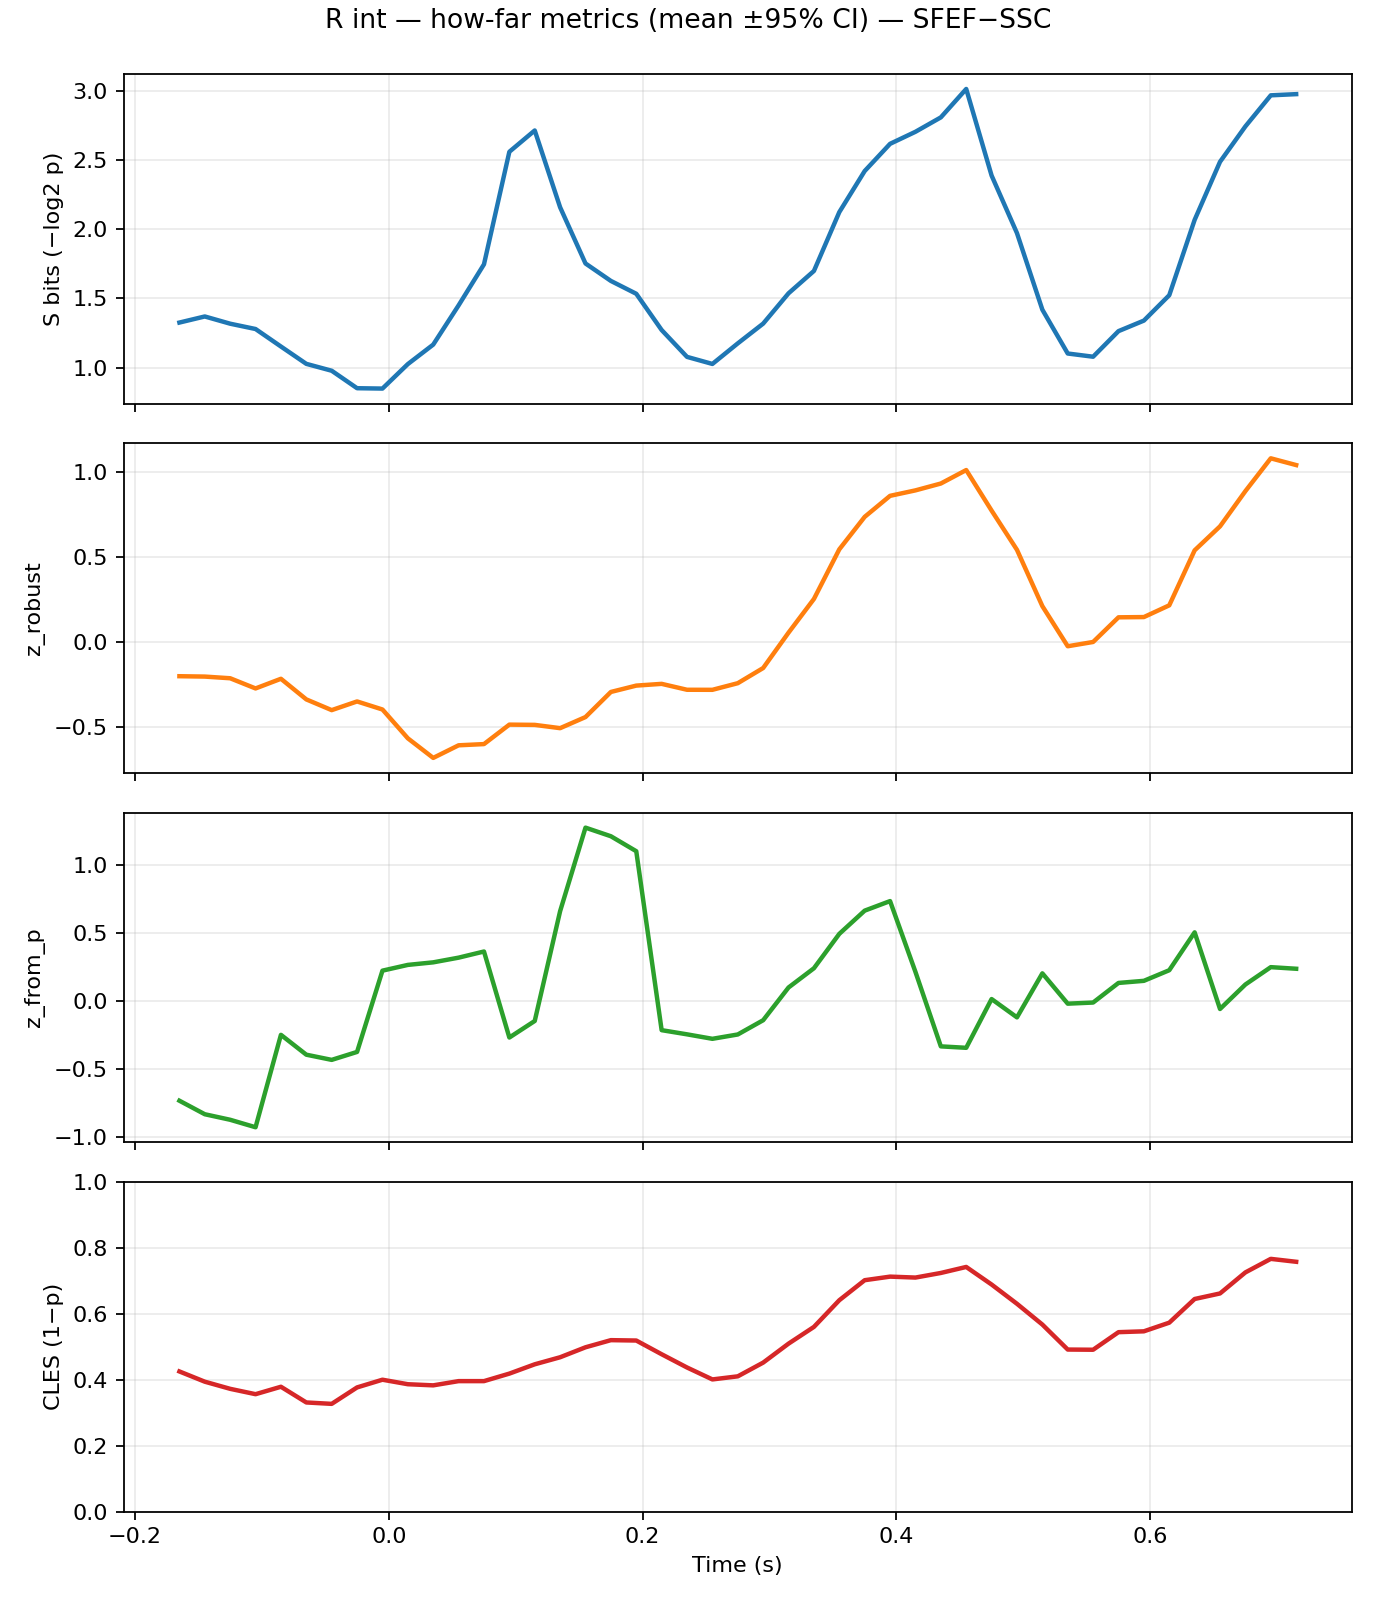 R int — how-far metrics (mean ±95% CI) — SFEF−SSC
S bits (−log2 p)
3.0
2.5
2.0
1.5
1.0
z_robust
1.0
0.5
0.0
−0.5
z_from_p
1.0
0.5
0.0
−0.5
−1.0
CLES (1−p)
1.0
0.8
0.6
0.4
0.2
0.0
−0.2 0.0 0.2 0.4 0.6
Time (s)